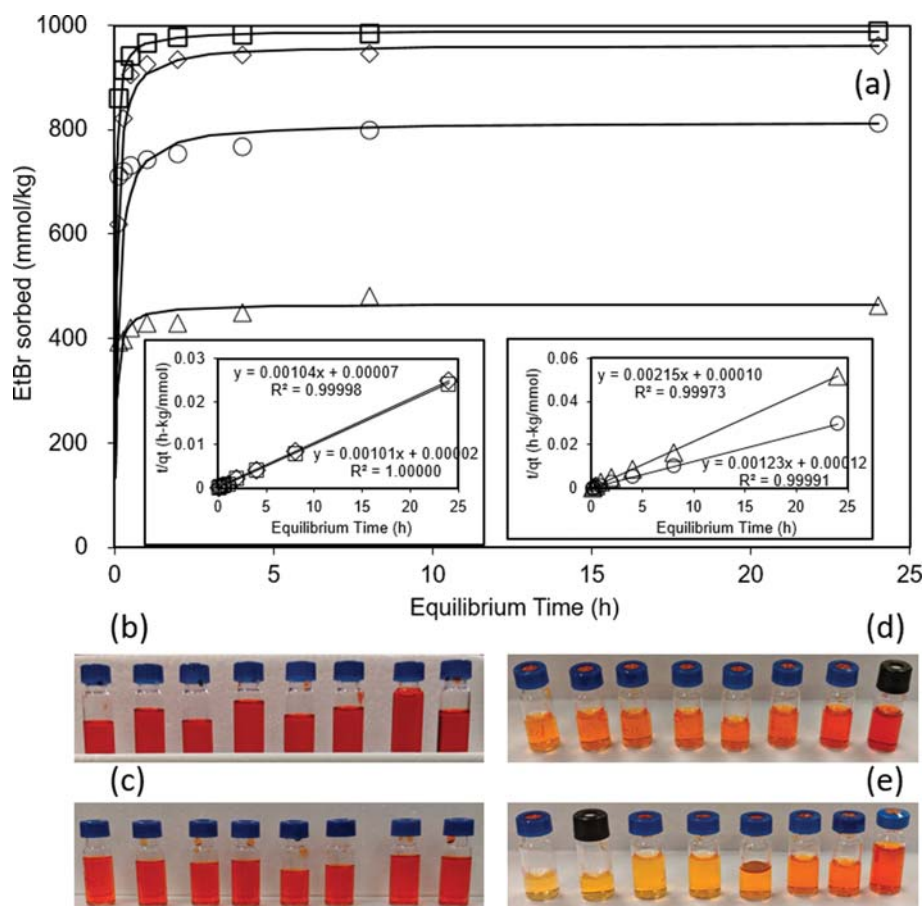 (a)
1000
800
600
400
200
0
EtBr sorbed (mmol/kg)
0 5 10 15 20 25
Equilibrium Time (h)
0.03
0.02
0.01
0
t/qt (h-kg/mmol)
y = 0.00104x + 0.00007
R² = 0.99998
y = 0.00101x + 0.00002
R² = 1.00000
0 5 10 15 20 25
Equilibrium Time (h)
0.06
0.04
0.02
0
t/qt (h-kg/mmol)
y = 0.00215x + 0.00010
R² = 0.99973
y = 0.00123x + 0.00012
R² = 0.99991
0 5 10 15 20 25
Equilibrium Time (h)
(b)
(d)
(c)
(e)